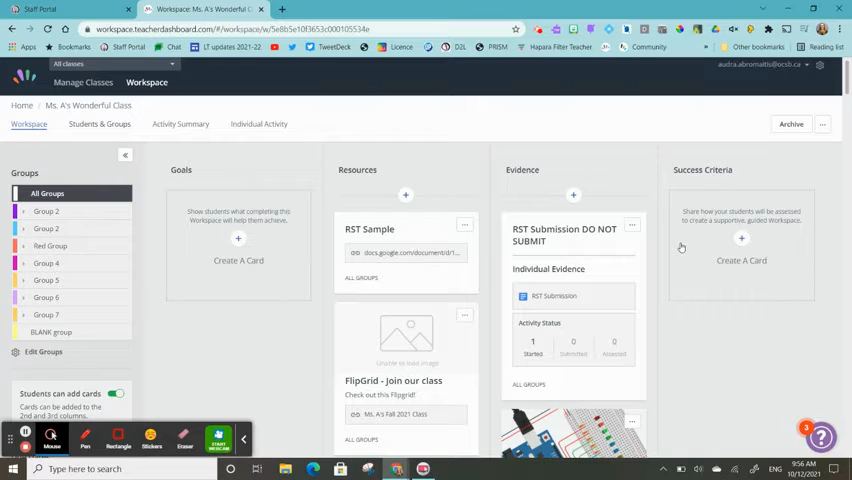 Staff Portal
Workspace: Ms. A's Wonderful C
workspace.teacherdashboard.com/#/workspace/w/5e8b5e10f3653c000105534e
Apps
Bookmarks
Staff Portal
Chat
LT updates 2021-22
TweetDeck
Licence
D2L
PRISM
Hapara Filter Teacher
Community
Other bookmarks
Reading list
All classes
audra.abromaitis@ocsb.ca
Manage Classes
Workspace
Home / Ms. A's Wonderful Class
Workspace
Students & Groups
Activity Summary
Individual Activity
Archive
Groups
All Groups
Group 2
Group 2
Red Group
Group 4
Group 5
Group 6
Group 7
BLANK group
Edit Groups
Students can add cards
Cards can be added to the
2nd and 3rd columns.
Goals
Show students what completing this
Workspace will help them achieve.
Create A Card
Resources
RST Sample
docs.google.com/document/d/1...
ALL GROUPS
Unable to load image
FlipGrid - Join our class
Check out this Flipgrid!
Ms. A's Fall 2021 Class
ALL GROUPS
Evidence
RST Submission DO NOT
SUBMIT
Individual Evidence
RST Submission
Activity Status
1 0 0
Started Submitted Assessed
ALL GROUPS
Success Criteria
Share how your students will be assessed
to create a supportive, guided Workspace.
Create A Card
Mouse
Pen
Rectangle
Stickers
Eraser
START
WEBCAM
3
Type here to search
ENG
9:56 AM
10/12/2021